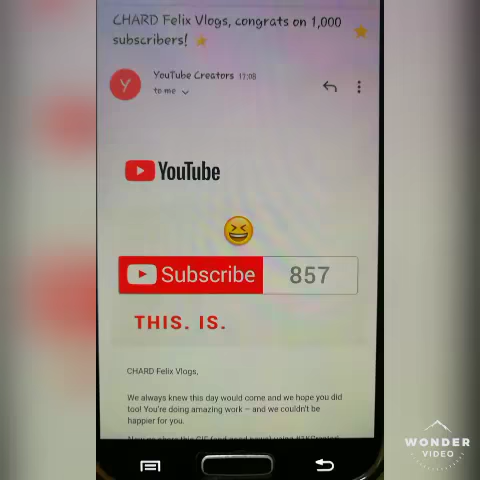 CHARD Felix Vlogs, congrats on 1,000
subscribers!
Y
YouTube Creators 17:08
to me
YouTube
Subscribe 857
THIS. IS.
CHARD Felix Vlogs,
We always knew this day would come and we hope you did
too! You're doing amazing work – and we couldn't be
happier for you.
WONDER
VIDEO